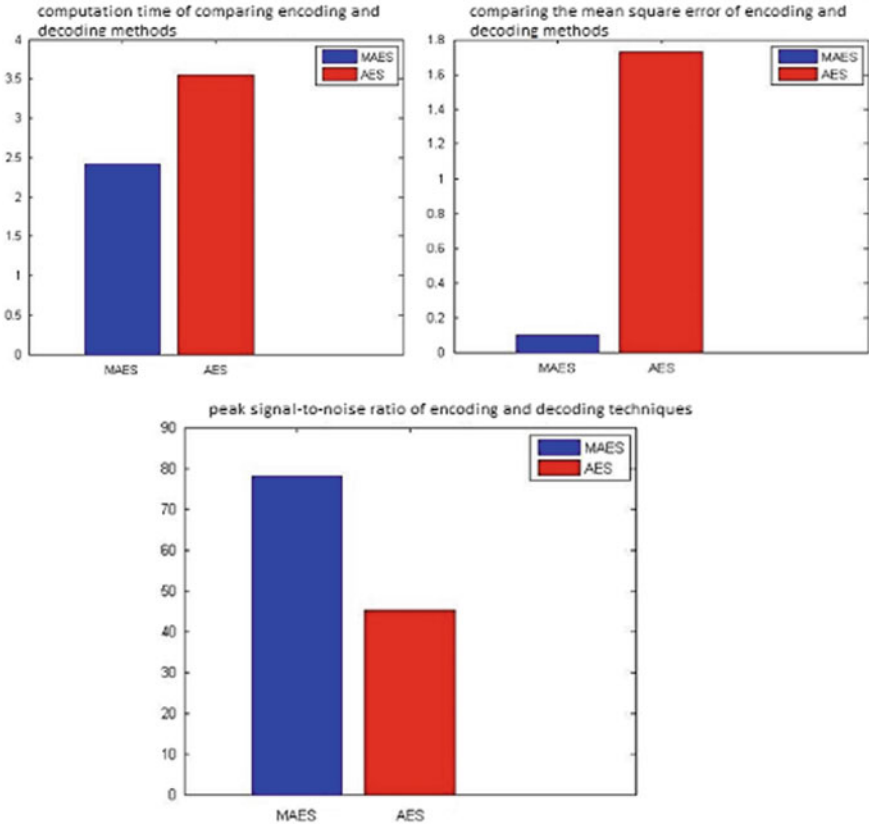 computation time of comparing encoding and
decoding methods
4
3.5
3
2.5
2
1.5
1
0.5
0
MAES
AES
MAES AES
comparing the mean square error of encoding and
decoding methods
1.8
1.6
1.4
1.2
1
0.8
0.6
0.4
0.2
0
MAES
AES
MAES AES
peak signal-to-noise ratio of encoding and decoding techniques
90
80
70
60
50
40
30
20
10
0
MAES
AES
MAES AES